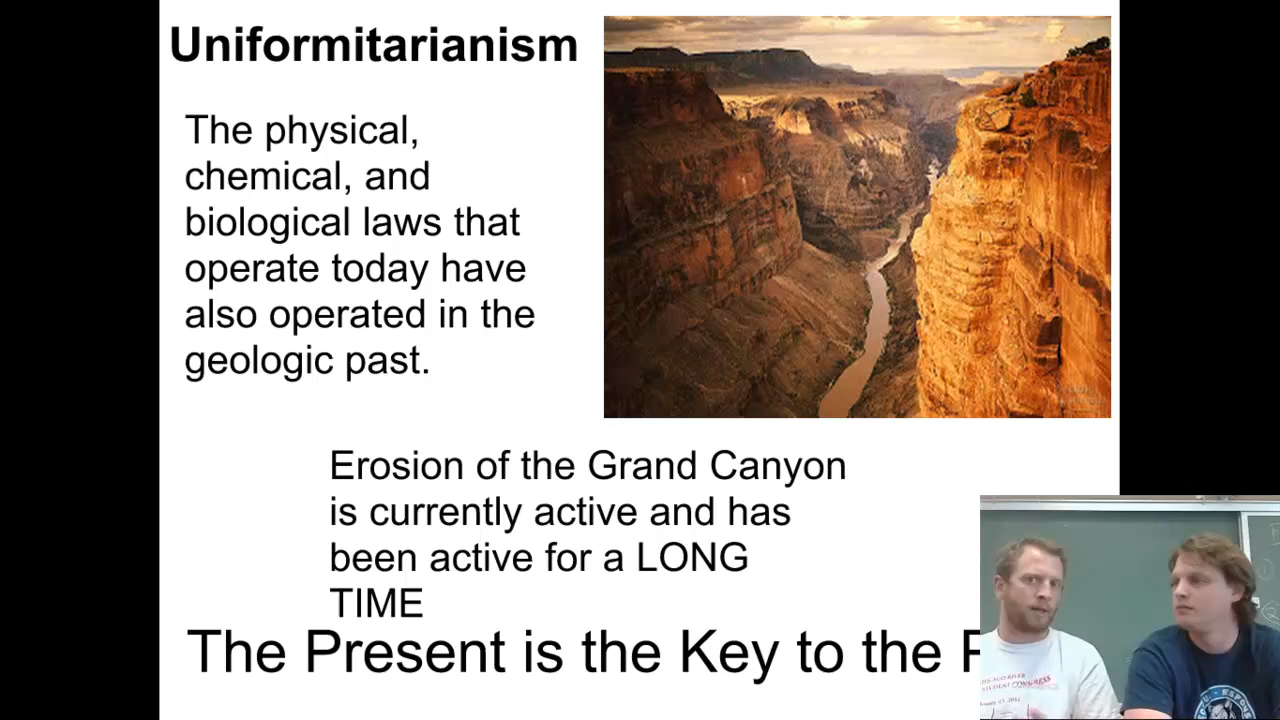 Uniformitarianism
The physical,
chemical, and
biological laws that
operate today have
also operated in the
geologic past.
Erosion of the Grand Canyon
is currently active and has
been active for a LONG
TIME
The Present is the Key to the
STUDENT CONGRESS